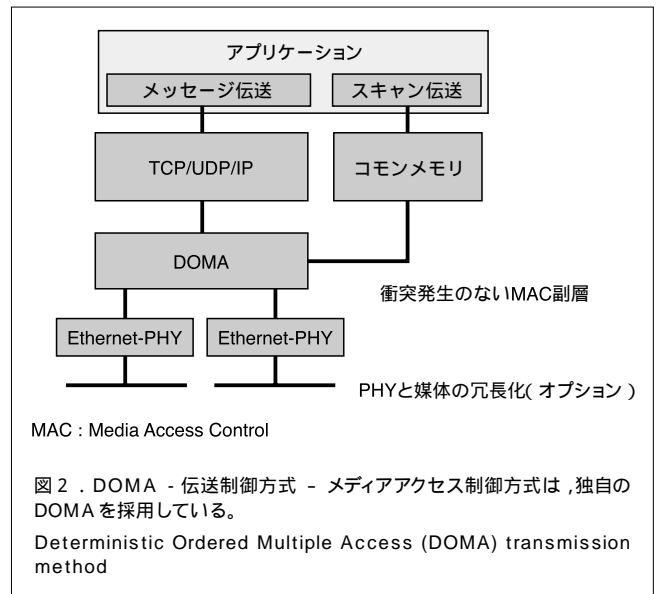 アプリケーション
メッセージ伝送
スキャン伝送
TCP/UDP/IP
コモンメモリ
DOMA
衝突発生のないMAC副層
Ethernet-PHY
Ethernet-PHY
PHYと媒体の冗長化(オプション)
MAC : Media Access Control
図2．DOMA - 伝送制御方式 – メディアアクセス制御方式は,独自の
DOMAを採用している。
Deterministic Ordered Multiple Access (DOMA) transmission
method